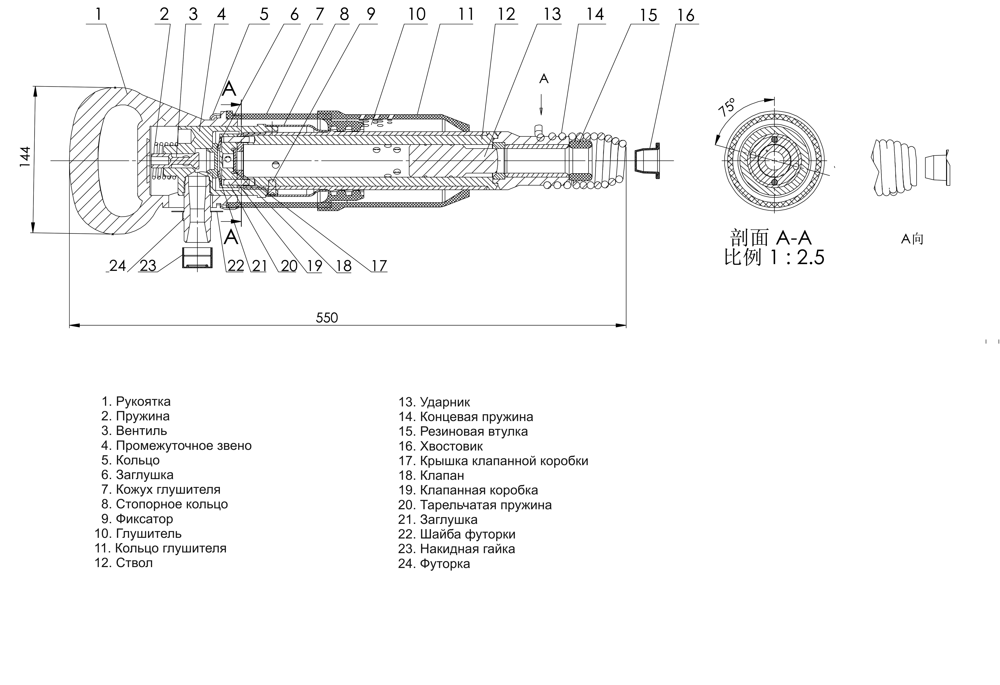 1 2 3 4 5 6 7 8 9 10 11 12 13 14 15 16
A
A
75°
144
A
剖面 A-A
比例 1 : 2.5
A向
24 23 22 21 20 19 18 17
550
1. Рукоятка
2. Пружина
3. Вентиль
4. Промежуточное звено
5. Кольцо
6. Заглушка
7. Кожух глушителя
8. Стопорное кольцо
9. Фиксатор
10. Глушитель
11. Кольцо глушителя
12. Ствол
13. Ударник
14. Концевая пружина
15. Резиновая втулка
16. Хвостовик
17. Крышка клапанной коробки
18. Клапан
19. Клапанная коробка
20. Тарельчатая пружина
21. Заглушка
22. Шайба футорки
23. Накидная гайка
24. Футорка